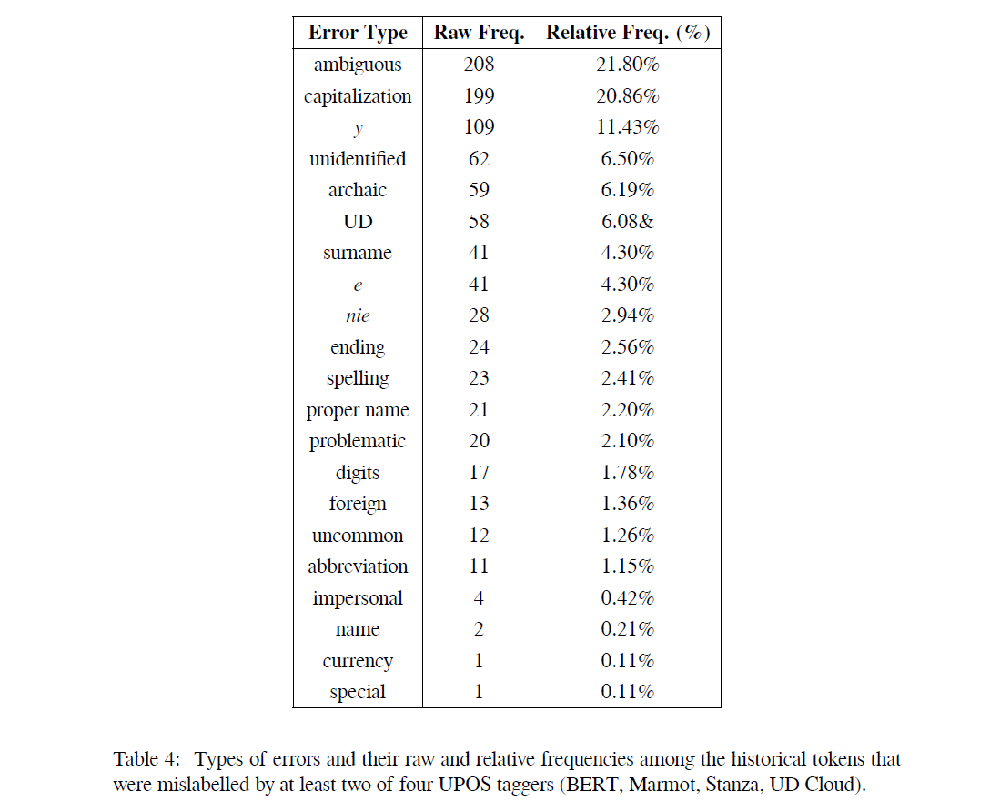 Error Type Raw Freq. Relative Freq. (%)
ambiguous 208 21.80%
capitalization 199 20.86%
y 109 11.43%
unidentified 62 6.50%
archaic 59 6.19%
UD 58 6.08&
surname 41 4.30%
e 41 4.30%
nie 28 2.94%
ending 24 2.56%
spelling 23 2.41%
proper name 21 2.20%
problematic 20 2.10%
digits 17 1.78%
foreign 13 1.36%
uncommon 12 1.26%
abbreviation 11 1.15%
impersonal 4 0.42%
name 2 0.21%
currency 1 0.11%
special 1 0.11%
Table 4: Types of errors and their raw and relative frequencies among the historical tokens that
were mislabelled by at least two of four UPOS taggers (BERT, Marmot, Stanza, UD Cloud).